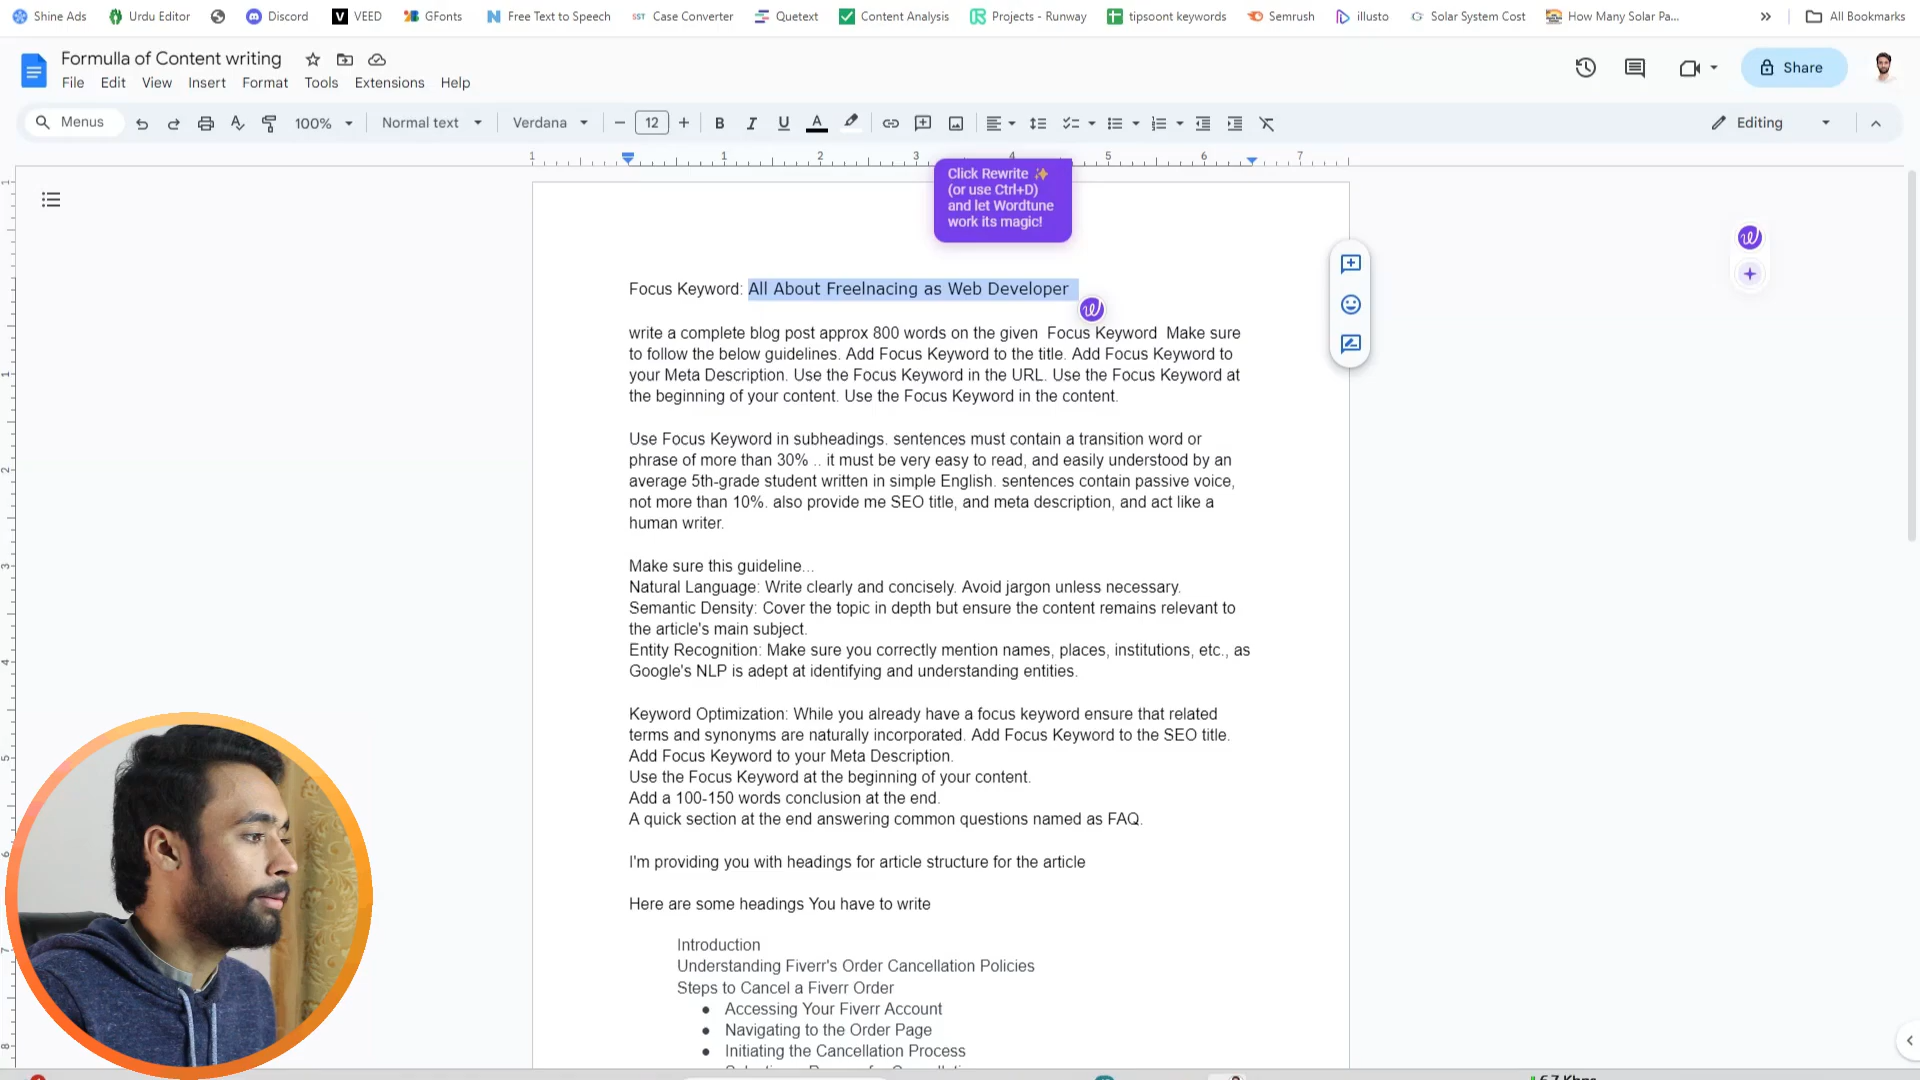 Shine Ads Urdu Editor Discord VEED GFonts Free Text to Speech Case Converter Quetext Content Analysis Projects - Runway tipsoont keywords Semrush illusto Solar System Cost How Many Solar Pa... All Bookmarks
Formulla of Content writing
File Edit View Insert Format Tools Extensions Help
Share
Menus 100% Normal text Verdana 12 Editing
1 1 2 3 4 5 6 7
Click Rewrite ✨
(or use Ctrl+D)
and let Wordtune
work its magic!
Focus Keyword: All About Freelnacing as Web Developer
write a complete blog post approx 800 words on the given  Focus Keyword  Make sure
to follow the below guidelines. Add Focus Keyword to the title. Add Focus Keyword to
your Meta Description. Use the Focus Keyword in the URL. Use the Focus Keyword at
the beginning of your content. Use the Focus Keyword in the content.
Use Focus Keyword in subheadings. sentences must contain a transition word or
phrase of more than 30% .. it must be very easy to read, and easily understood by an
average 5th-grade student written in simple English. sentences contain passive voice,
not more than 10%. also provide me SEO title, and meta description, and act like a
human writer.
Make sure this guideline...
Natural Language: Write clearly and concisely. Avoid jargon unless necessary.
Semantic Density: Cover the topic in depth but ensure the content remains relevant to
the article's main subject.
Entity Recognition: Make sure you correctly mention names, places, institutions, etc., as
Google's NLP is adept at identifying and understanding entities.
Keyword Optimization: While you already have a focus keyword ensure that related
terms and synonyms are naturally incorporated. Add Focus Keyword to the SEO title.
Add Focus Keyword to your Meta Description.
Use the Focus Keyword at the beginning of your content.
Add a 100-150 words conclusion at the end.
A quick section at the end answering common questions named as FAQ.
I'm providing you with headings for article structure for the article
Here are some headings You have to write
Introduction
Understanding Fiverr's Order Cancellation Policies
Steps to Cancel a Fiverr Order
● Accessing Your Fiverr Account
● Navigating to the Order Page
● Initiating the Cancellation Process